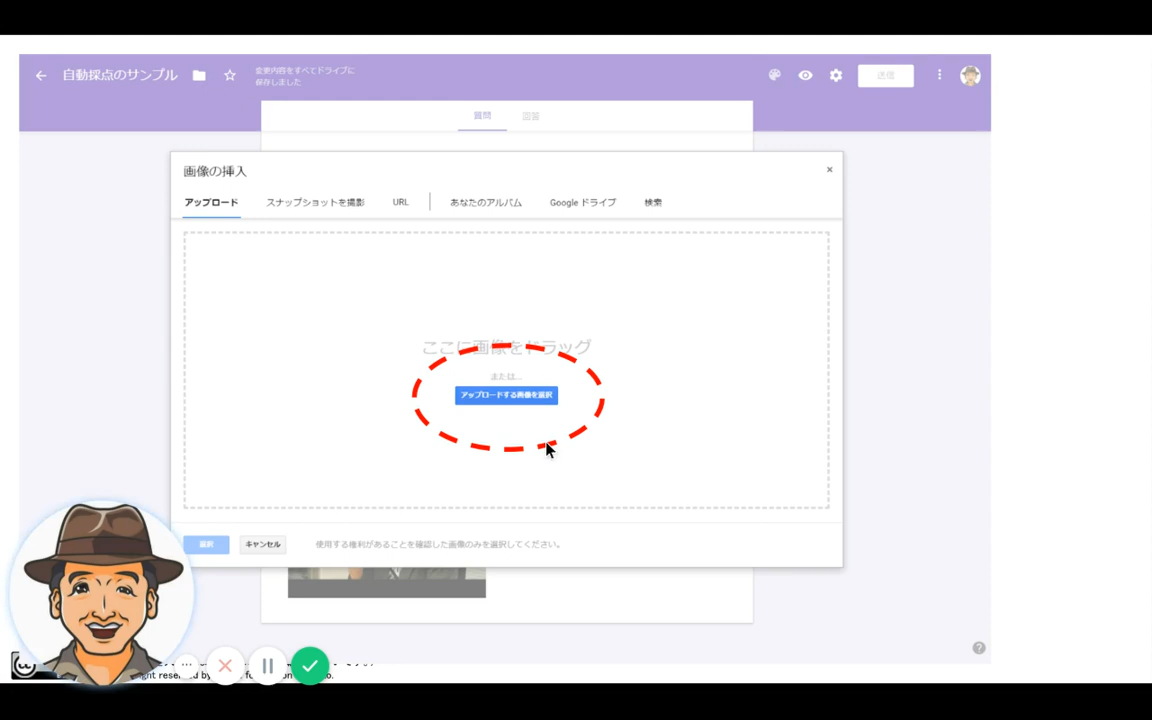 自動採点のサンプル
変更内容をすべてドライブに
保存しました
送信
質問
回答
画像の挿入
×
アップロード
スナップショットを撮影
URL
あなたのアルバム
Google ドライブ
検索
ここに画像をドラッグ
または...
アップロードする画像を選択
選択
キャンセル
使用する権利があることを確認した画像のみを選択してください。
?
cc
reserved by